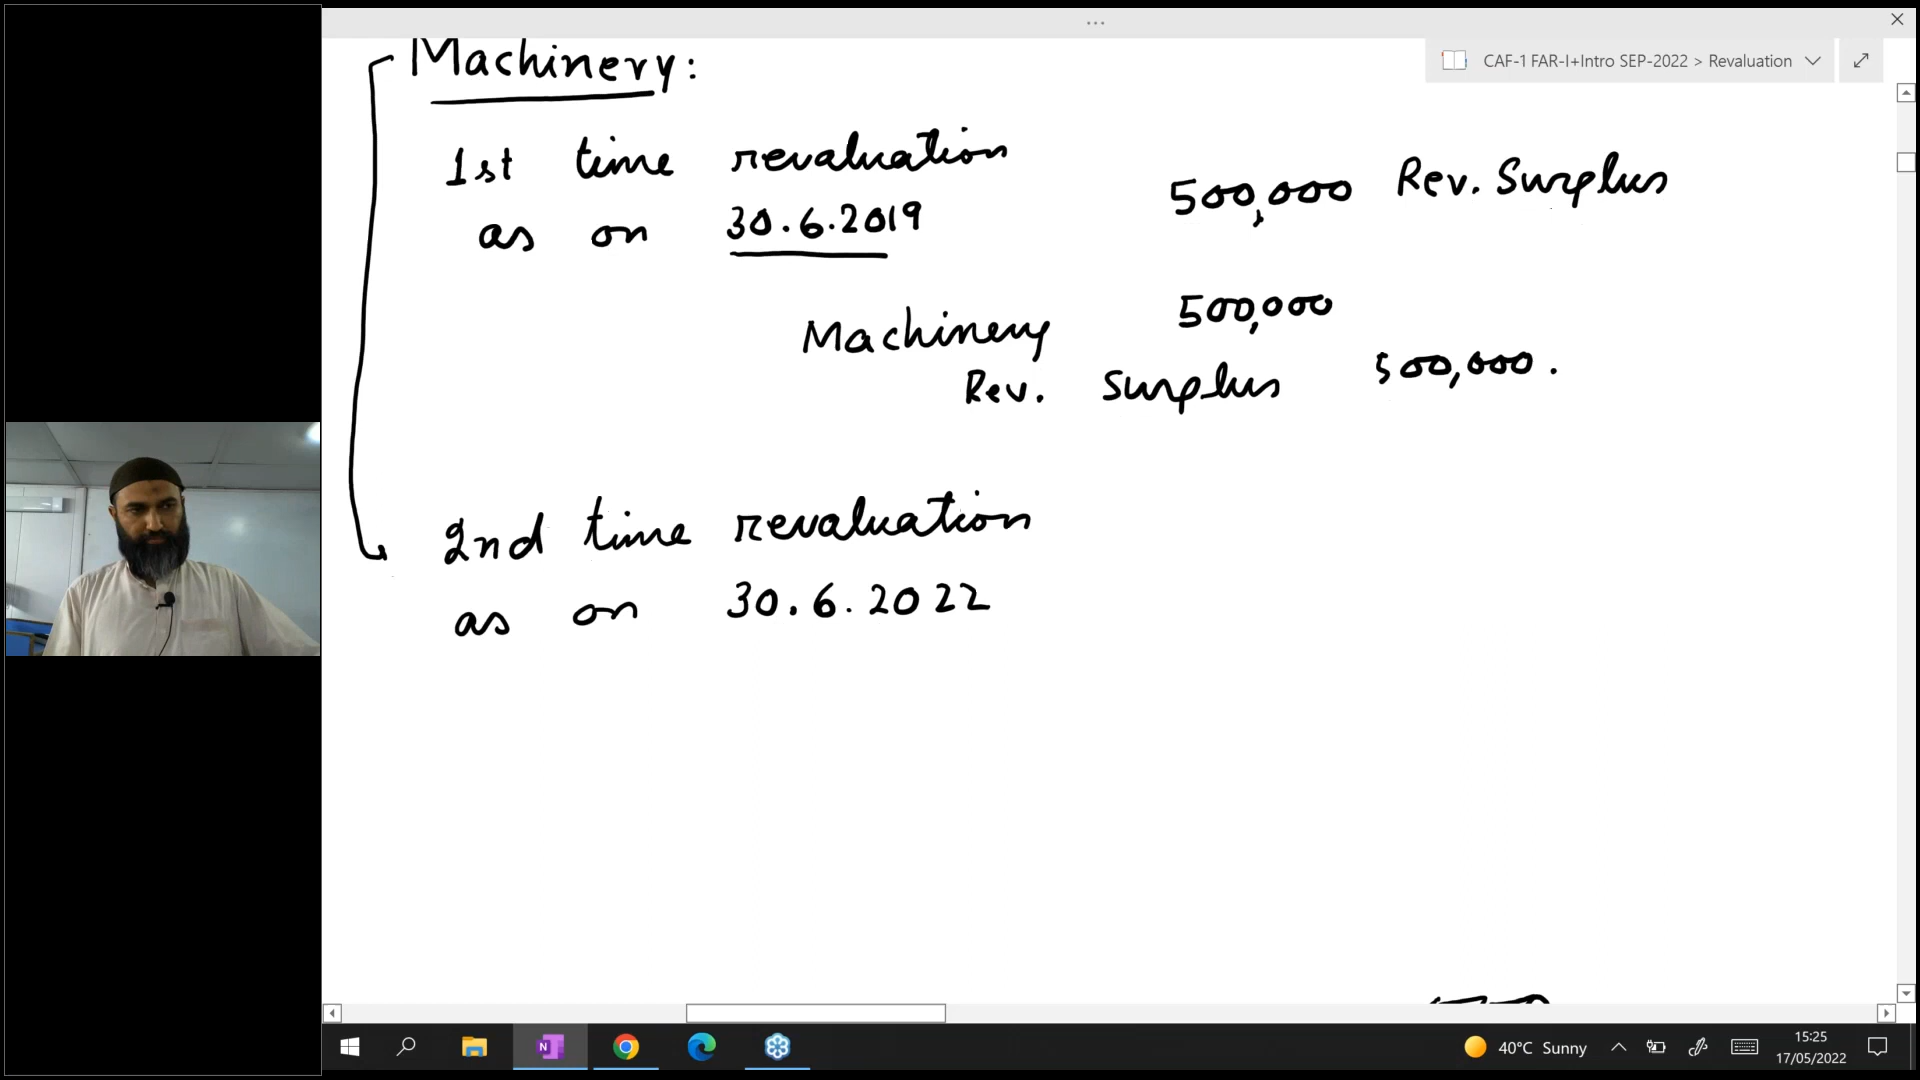 CAF-1 FAR-I+Intro SEP-2022 > Revaluation
Machinery:
1st time revaluation
as on 30.6.2019
500,000 Rev. Surplus
Machinery 500,000
Rev. Surplus 500,000.
2nd time revaluation
as on 30.6.2022
40°C Sunny
15:25
17/05/2022